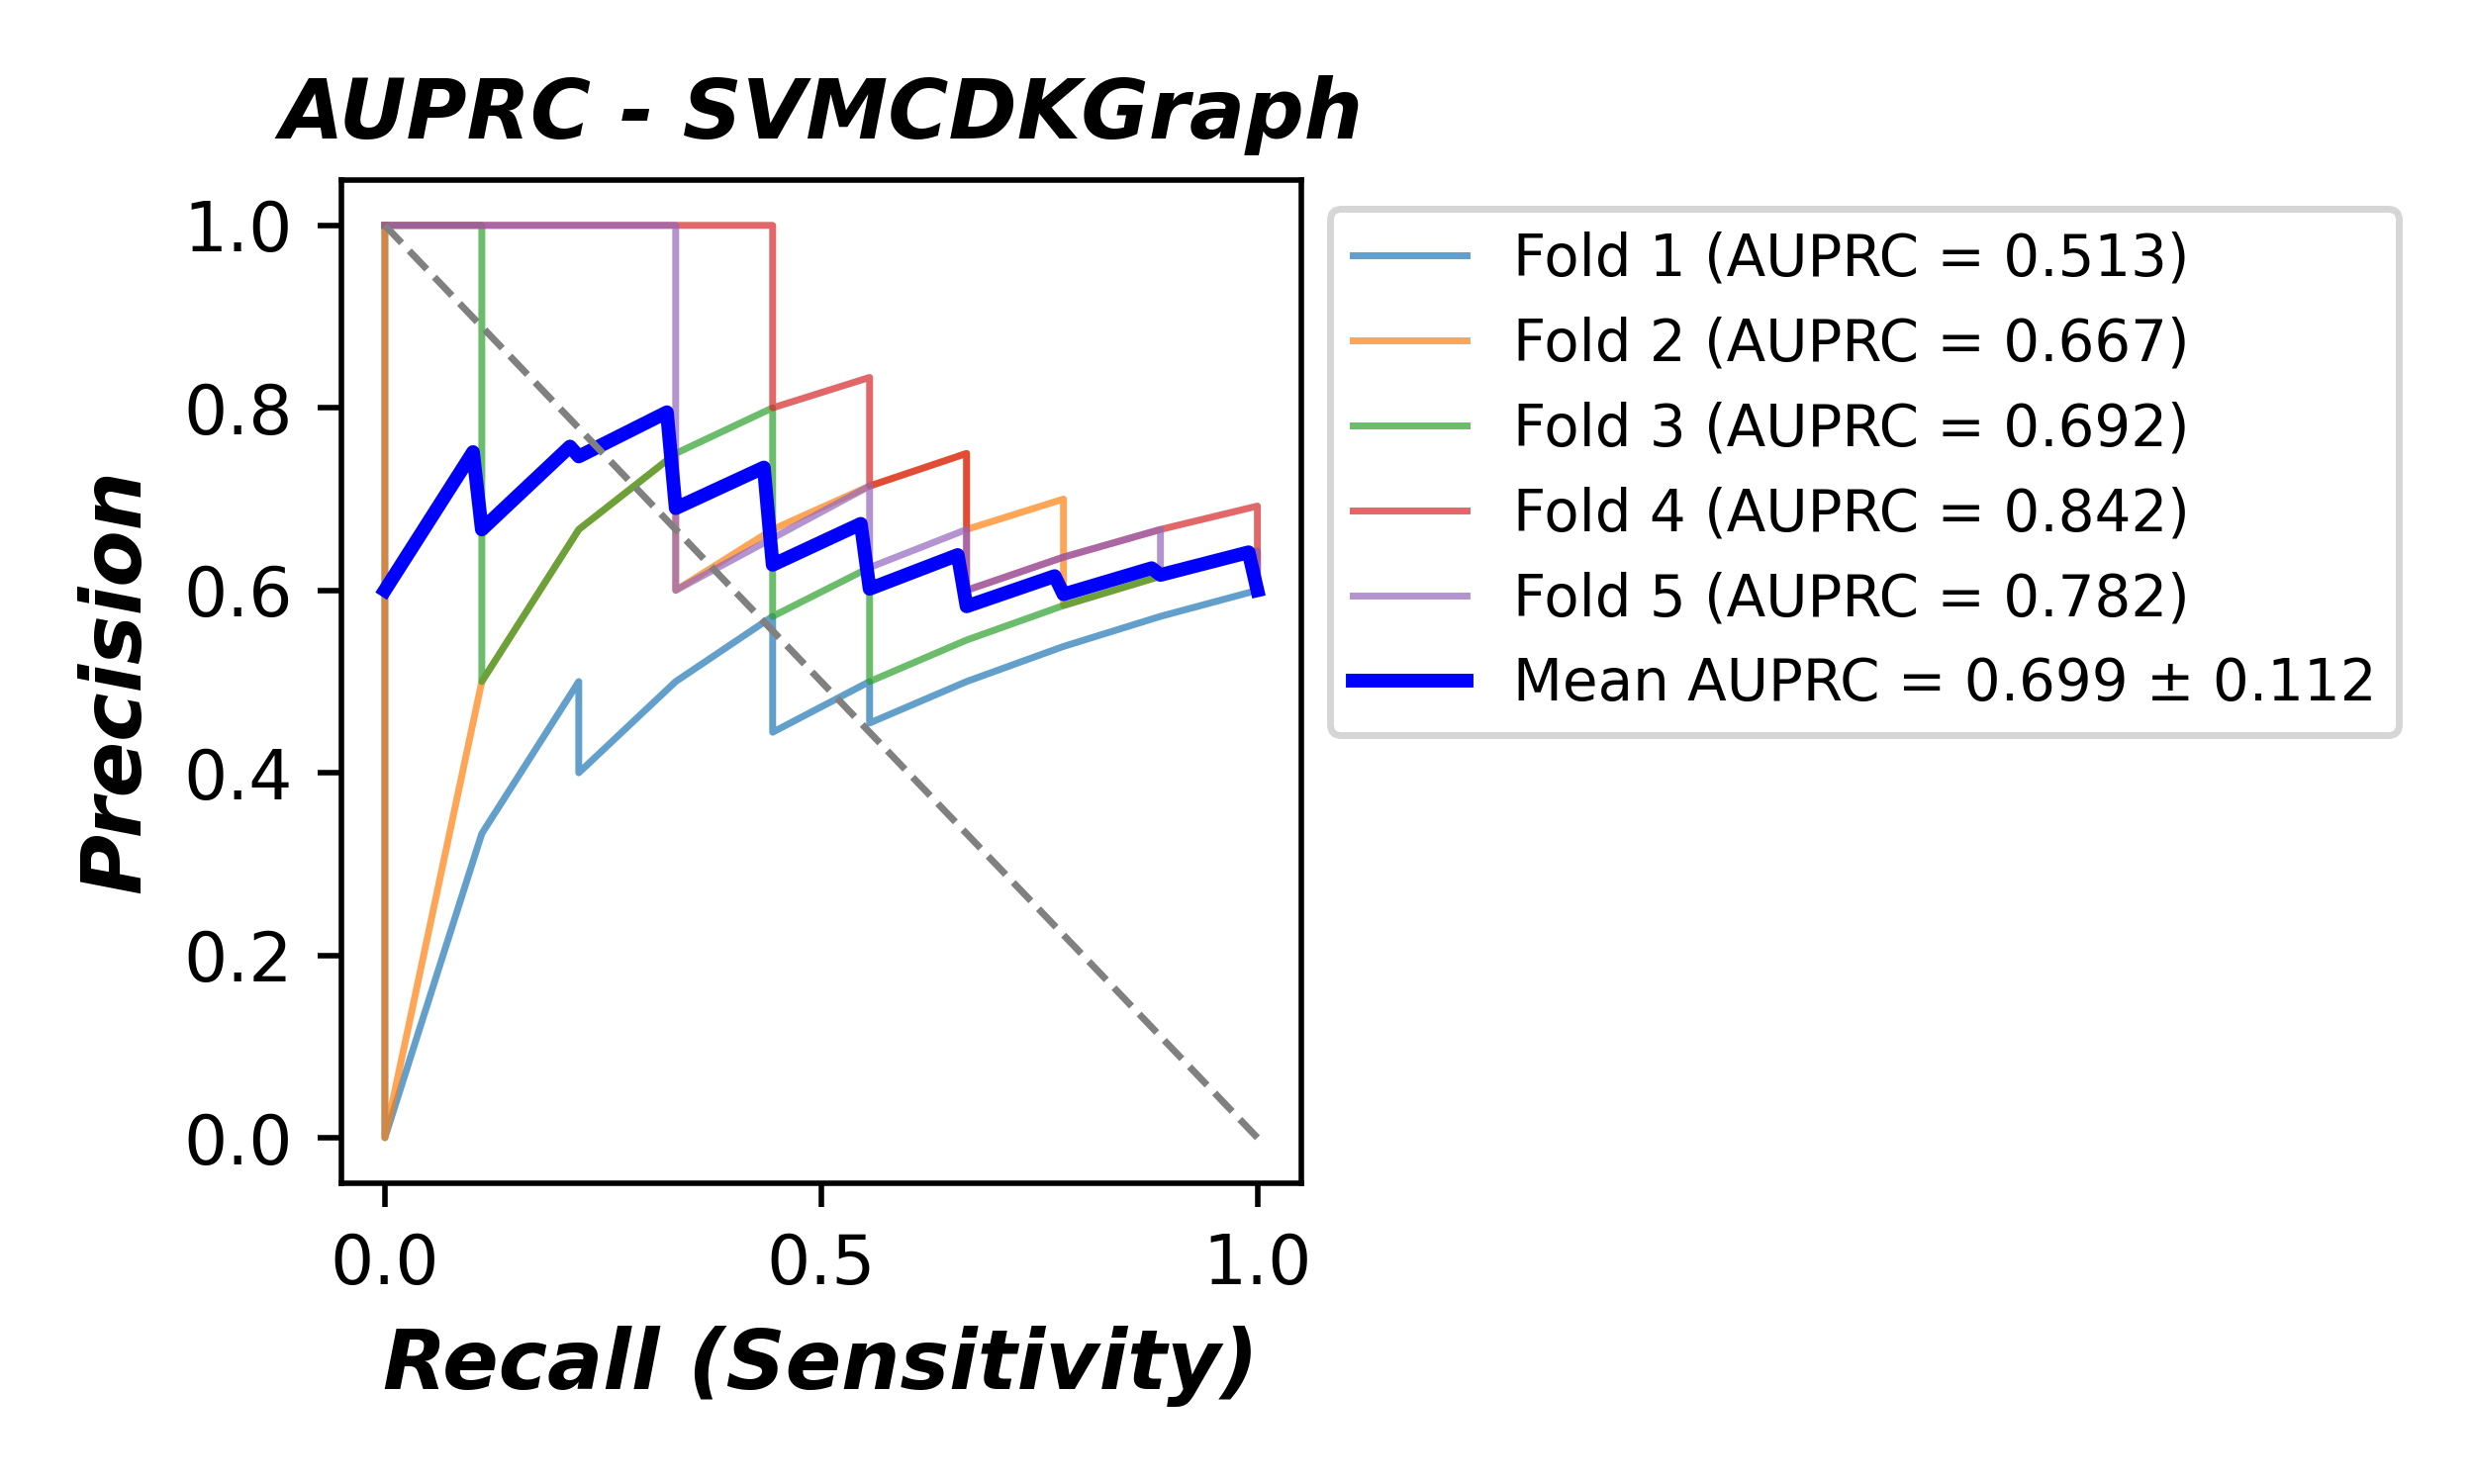 AUPRC - SVMCDKGraph
Precision
1.0
0.8
0.6
0.4
0.2
0.0
0.0 0.5 1.0
Recall (Sensitivity)
Fold 1 (AUPRC = 0.513)
Fold 2 (AUPRC = 0.667)
Fold 3 (AUPRC = 0.692)
Fold 4 (AUPRC = 0.842)
Fold 5 (AUPRC = 0.782)
Mean AUPRC = 0.699 ± 0.112